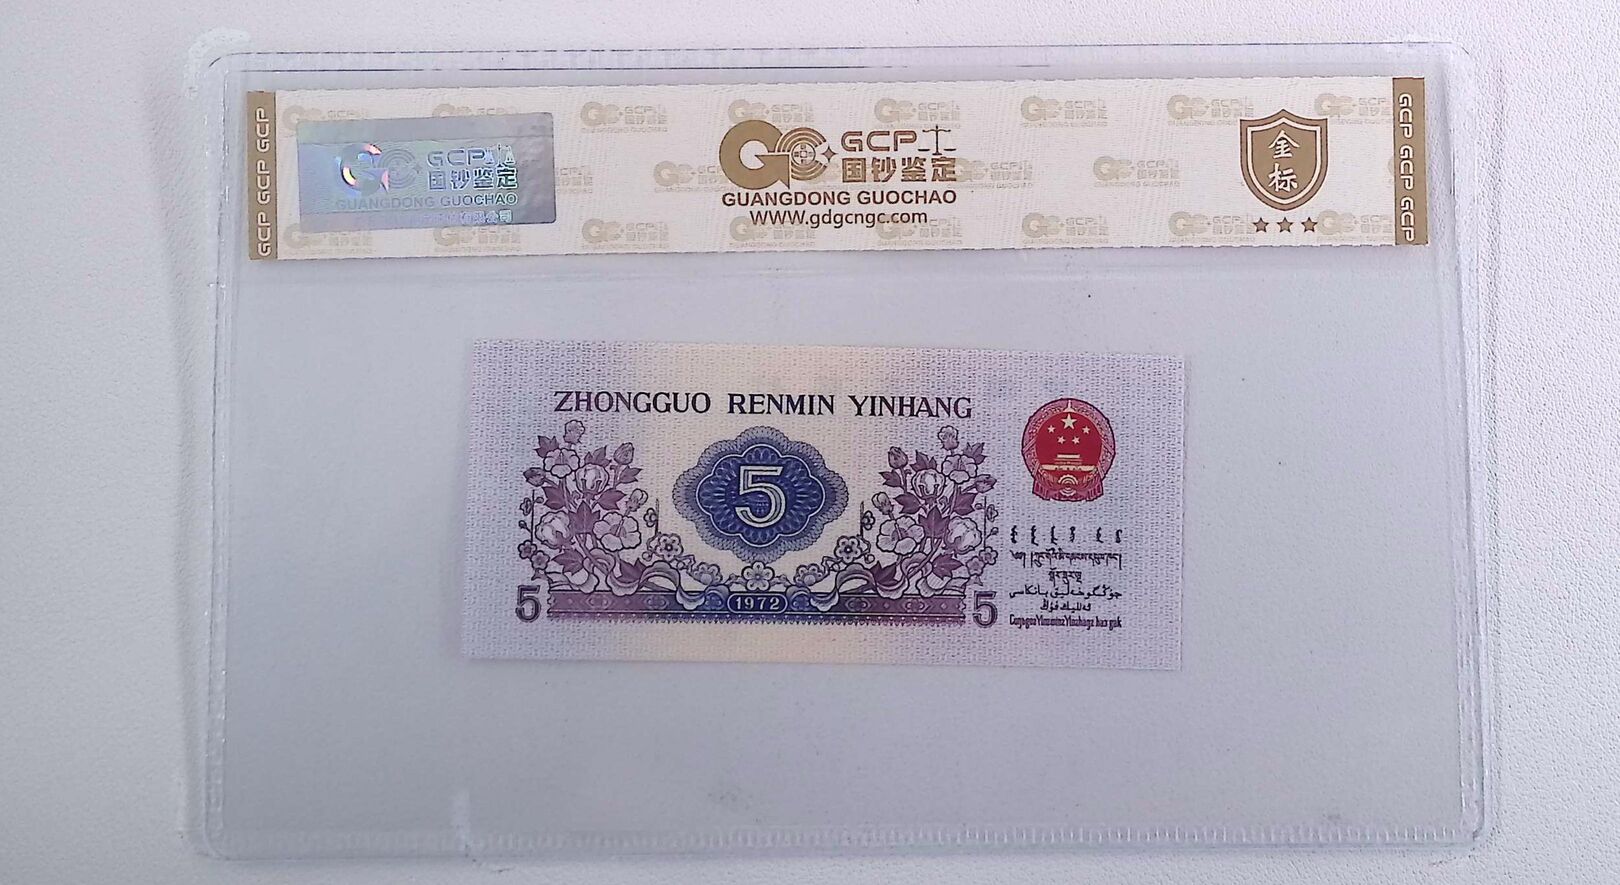 GCP GCP GCP
GCP
国钞鉴定
GUANGDONG GUOCHAO
GCP
国钞鉴定
GUANGDONG GUOCHAO
WWW.gdgcngc.com
金标
GCP GCP GCP
ZHONGGUO RENMIN YINHANG
5
5
1972
5